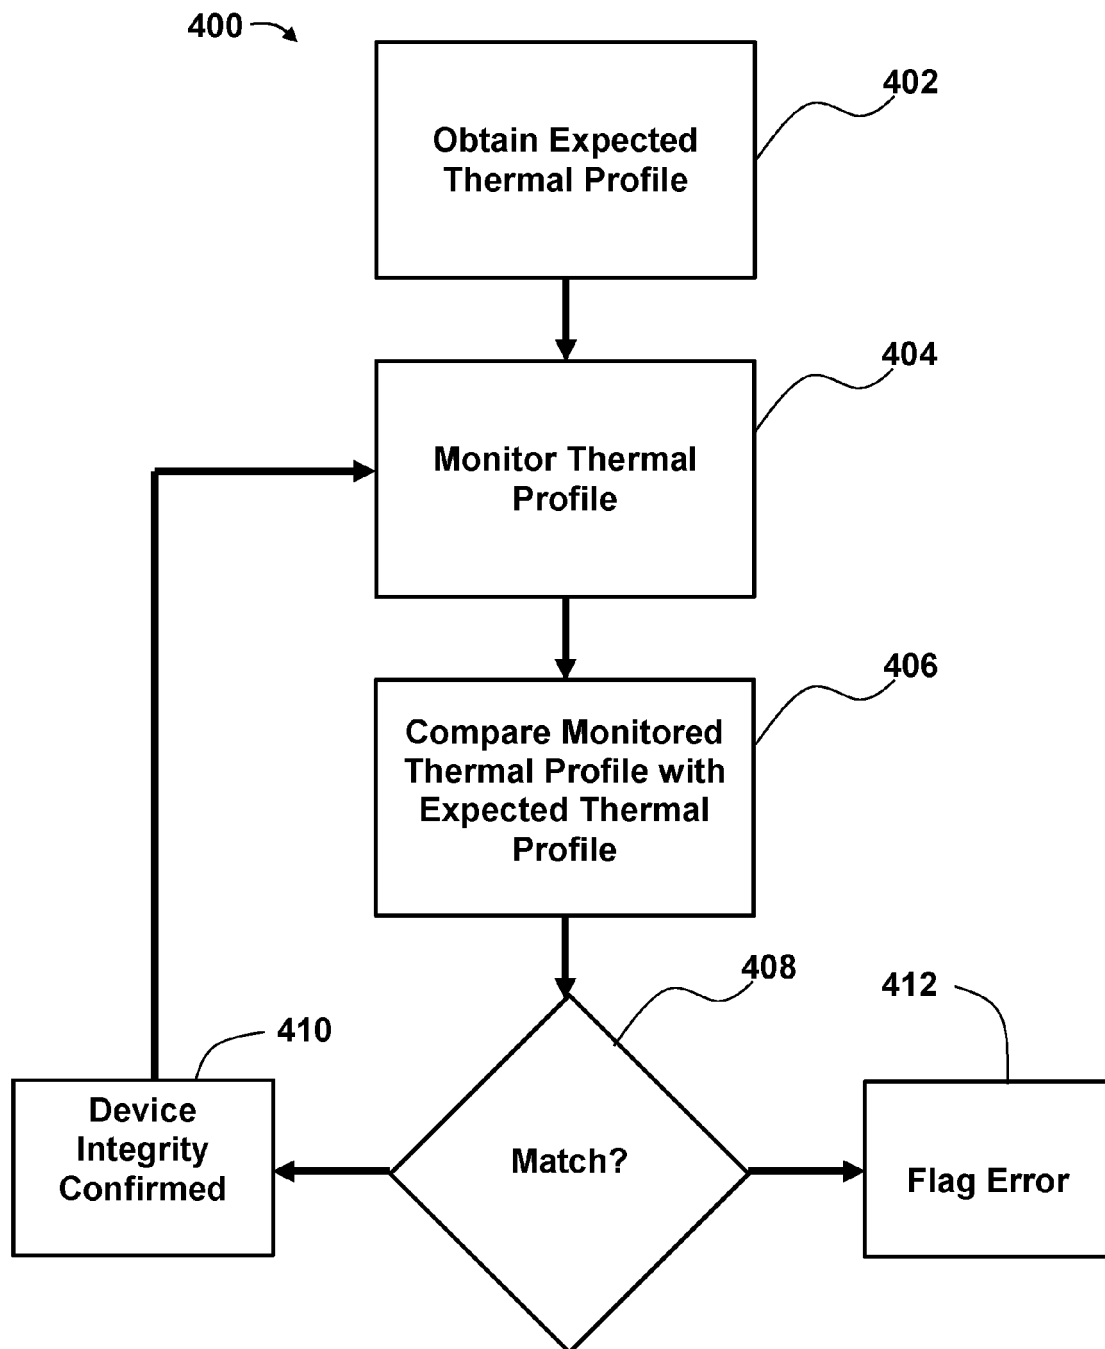 400
402
Obtain Expected
Thermal Profile
404
Monitor Thermal
Profile
406
Compare Monitored
Thermal Profile with
Expected Thermal
Profile
408
412
410
Device
Integrity
Confirmed
Match?
Flag Error